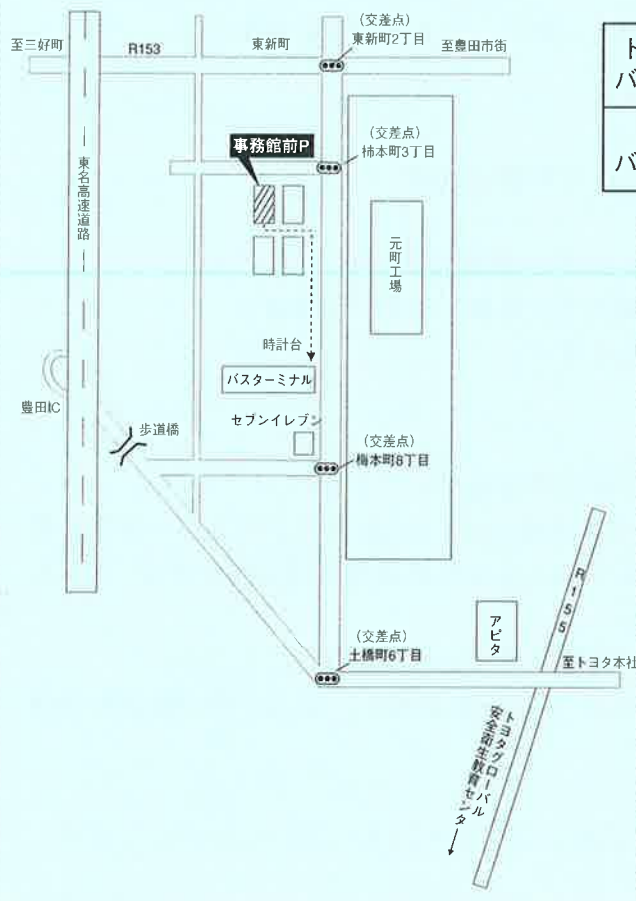 (交差点)
東新町2丁目
至三好町
R153
東新町
至豊田市街
ト
バ
バ
事務館前P
(交差点)
柿本町3丁目
東名高速道路
元町工場
時計台
バスターミナル
豊田IC
セブンイレブン
歩道橋
(交差点)
梅本町8丁目
R155
アピタ
(交差点)
土橋町6丁目
至トヨタ本社
トヨタグローバル
安全衛生教育センター